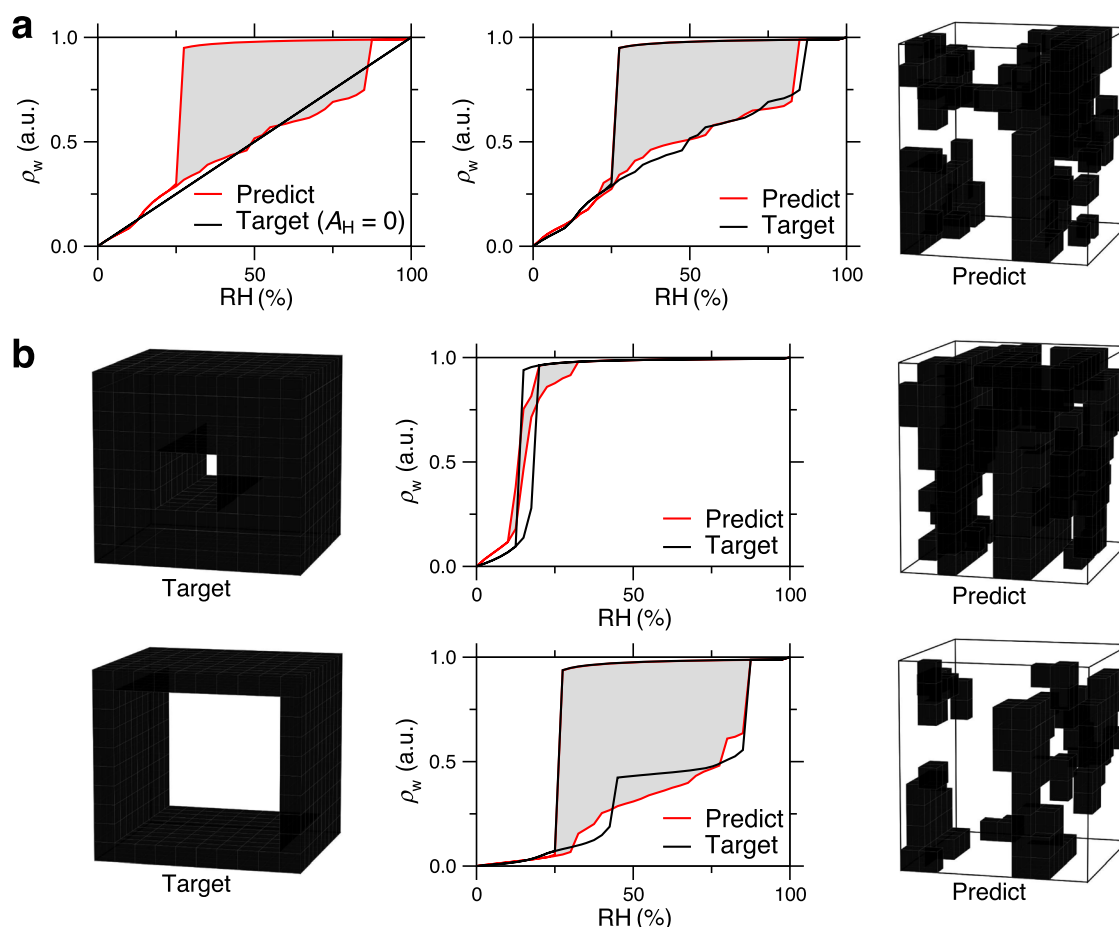 a
1.0
0.5
0.0
ρw (a.u.)
0
50
100
RH (%)
Predict
Target (AH = 0)
1.0
0.5
0.0
ρw (a.u.)
0
50
100
RH (%)
Predict
Target
Predict
b
Target
1.0
0.5
0.0
ρw (a.u.)
0
50
100
RH (%)
Predict
Target
Predict
Target
1.0
0.5
0.0
ρw (a.u.)
0
50
100
RH (%)
Predict
Target
Predict